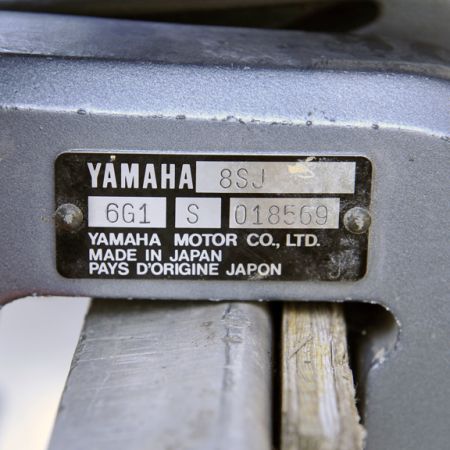 YAMAHA 8SJ
6G1 S 018569
YAMAHA MOTOR CO., LTD.
MADE IN JAPAN
PAYS D'ORIGINE JAPON